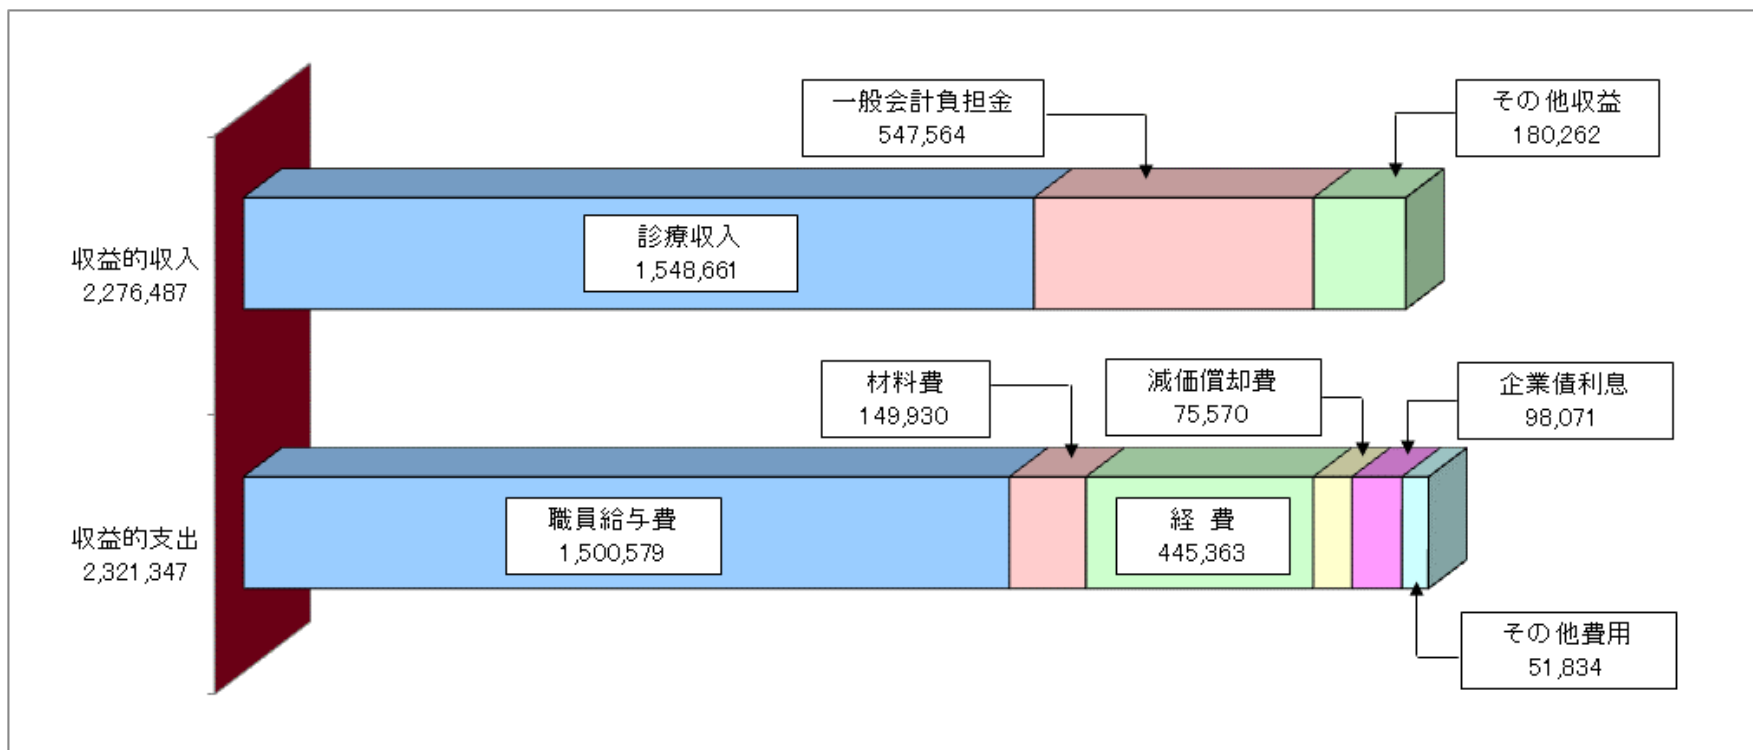 一般会計負担金
547,564
その他収益
180,262
診療収入
1,548,661
収益的収入
2,276,487
材料費
149,930
減価償却費
75,570
企業債利息
98,071
職員給与費
1,500,579
経 費
445,363
収益的支出
2,321,347
その他費用
51,834